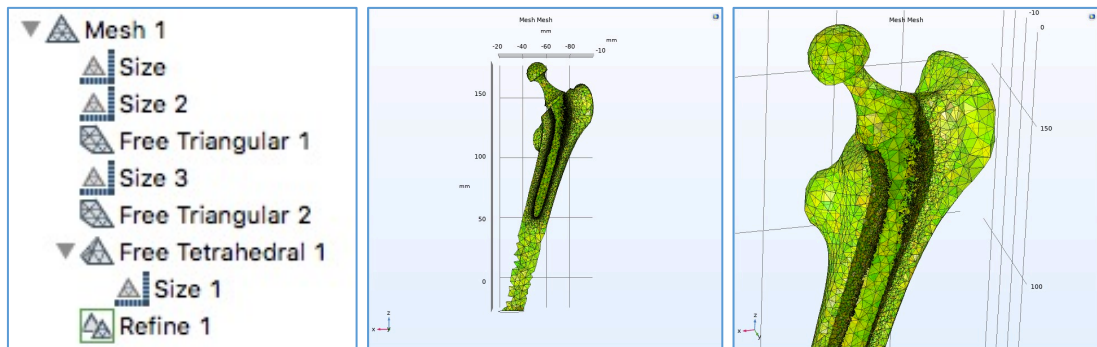 Mesh 1
Size
Size 2
Free Triangular 1
Size 3
Free Triangular 2
Free Tetrahedral 1
Size 1
Refine 1
Mesh Mesh
mm
mm
-20 -40 -60 -80 -10
150
100
mm
50
0
z
x y
Mesh Mesh
-10
0
150
100
z
x y